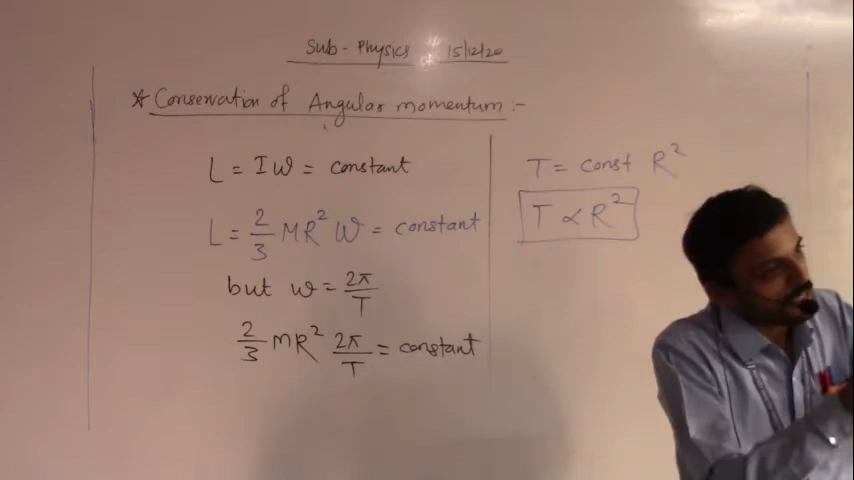 Sub - Physics 15/12/20
* Conservation of Angular momentum :-
L = Iω = constant
L = 2/3 MR² ω = constant
but ω = 2π/T
2/3 MR² 2π/T = constant
T = const R²
T ∝ R²